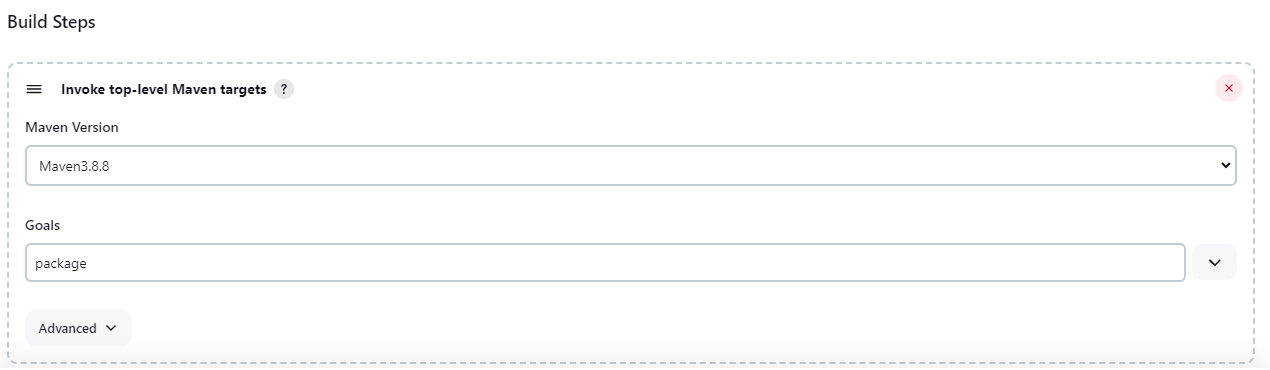 Build Steps
Invoke top-level Maven targets ?
Maven Version
Maven3.8.8
Goals
package
Advanced